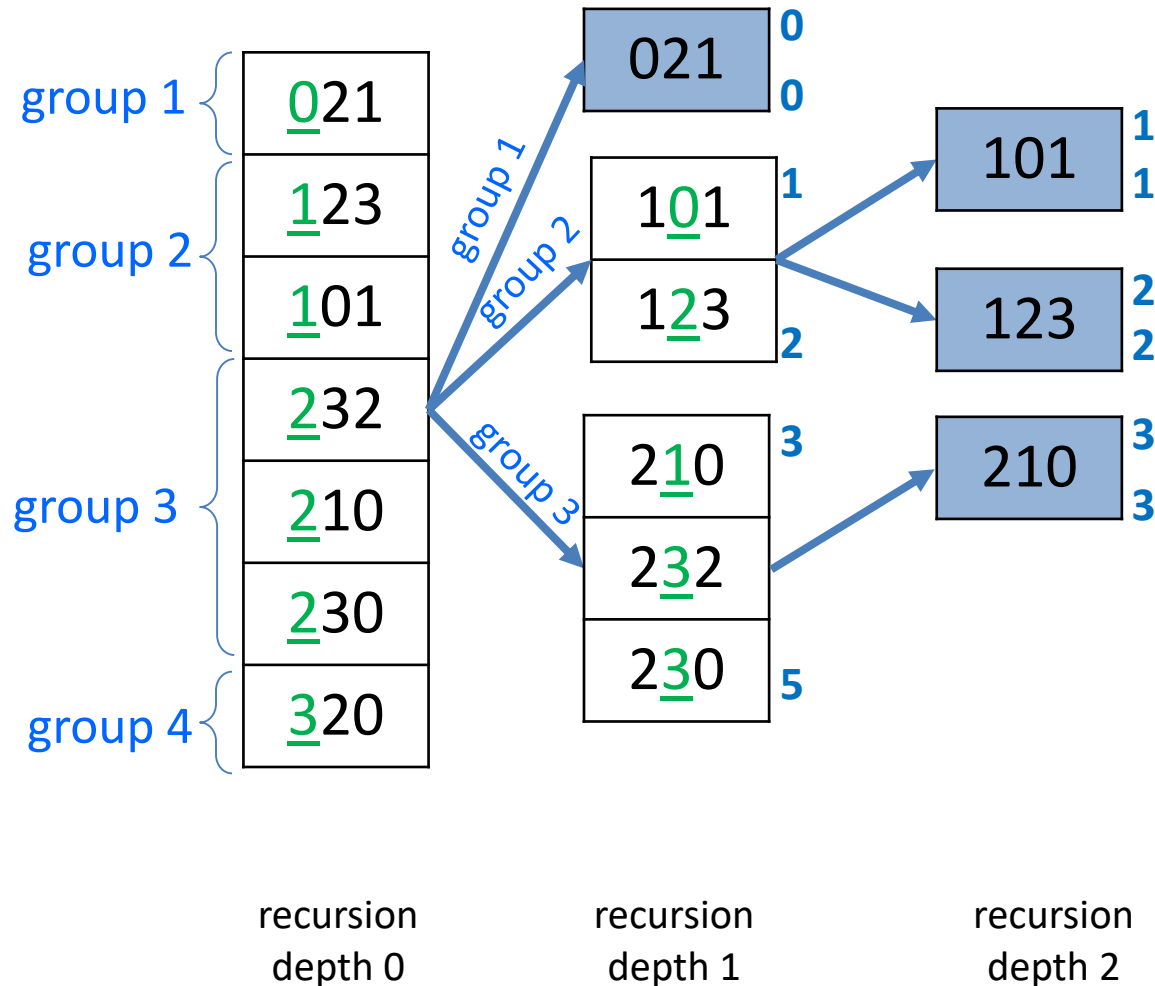 group 1
group 2
group 3
group 4
021
123
101
232
210
230
320
group 1
group 2
group 3
021
0
0
101
123
1
2
210
232
230
3
5
101
1
1
123
2
2
210
3
3
recursion
depth 0
recursion
depth 1
recursion
depth 2